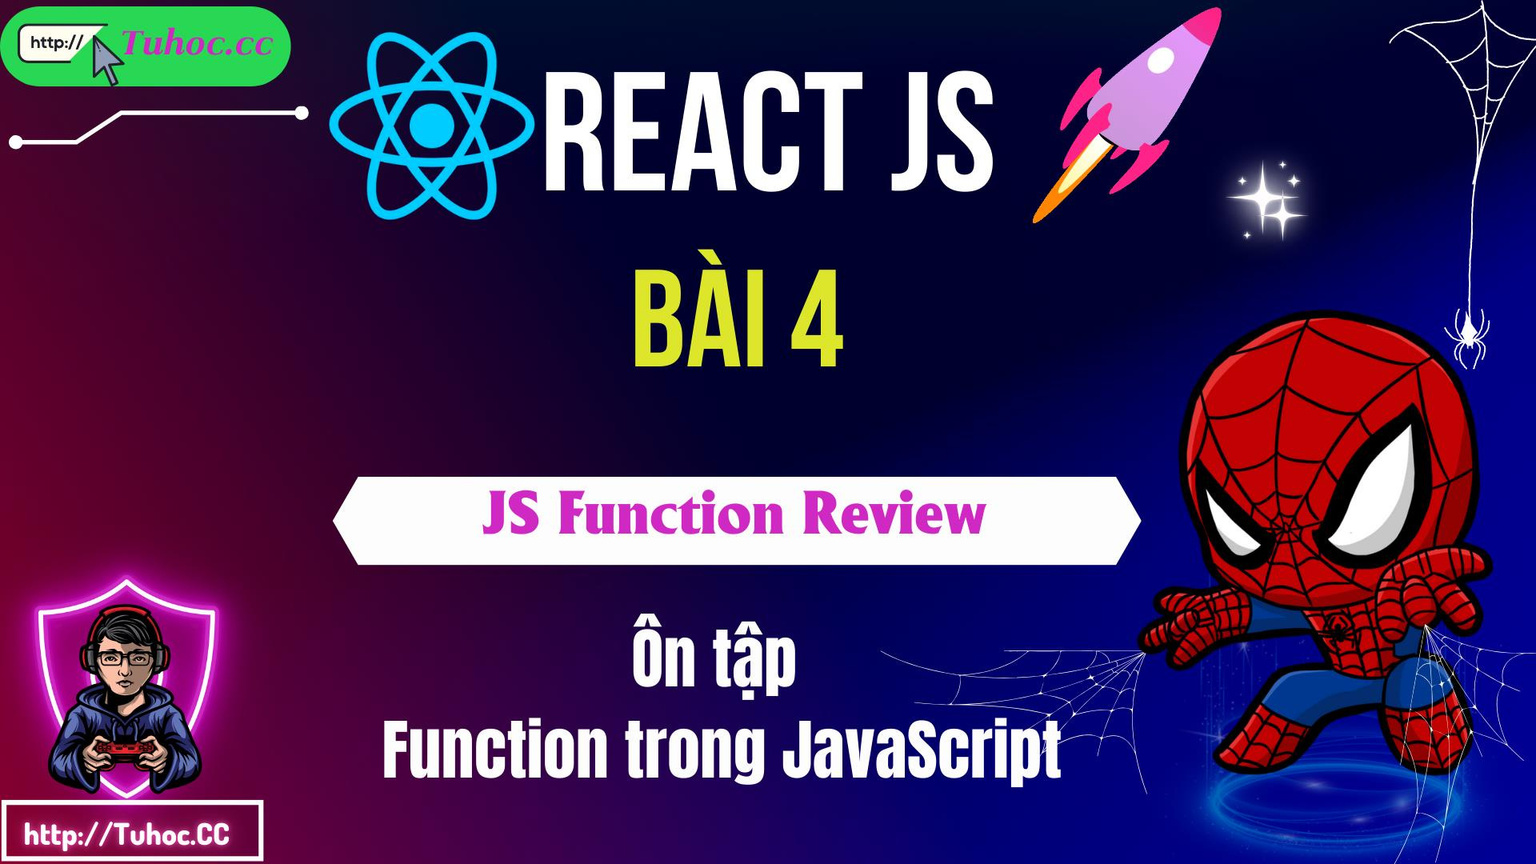 http://
Tuhoc.cc
REACT JS
BÀI 4
JS Function Review
Ôn tập
Function trong JavaScript
http://Tuhoc.CC